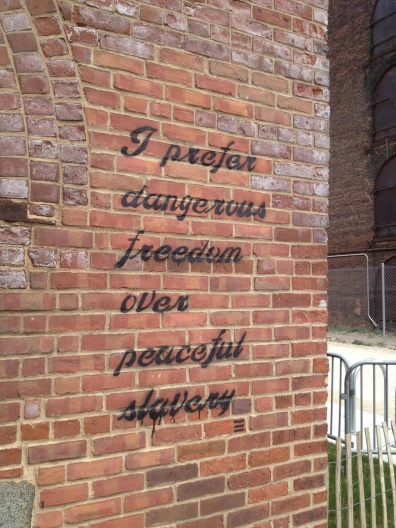 I prefer
dangerous
freedom
over
peaceful
slavery